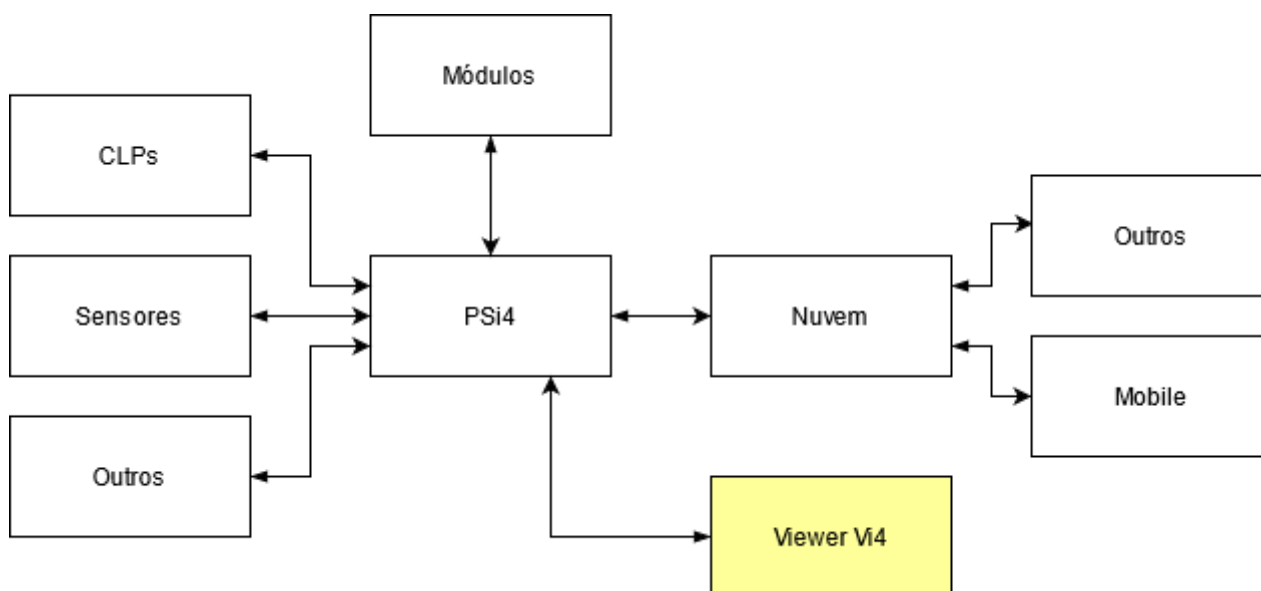 Módulos
CLPs
Outros
Sensores
PSi4
Nuvem
Mobile
Outros
Viewer Vi4